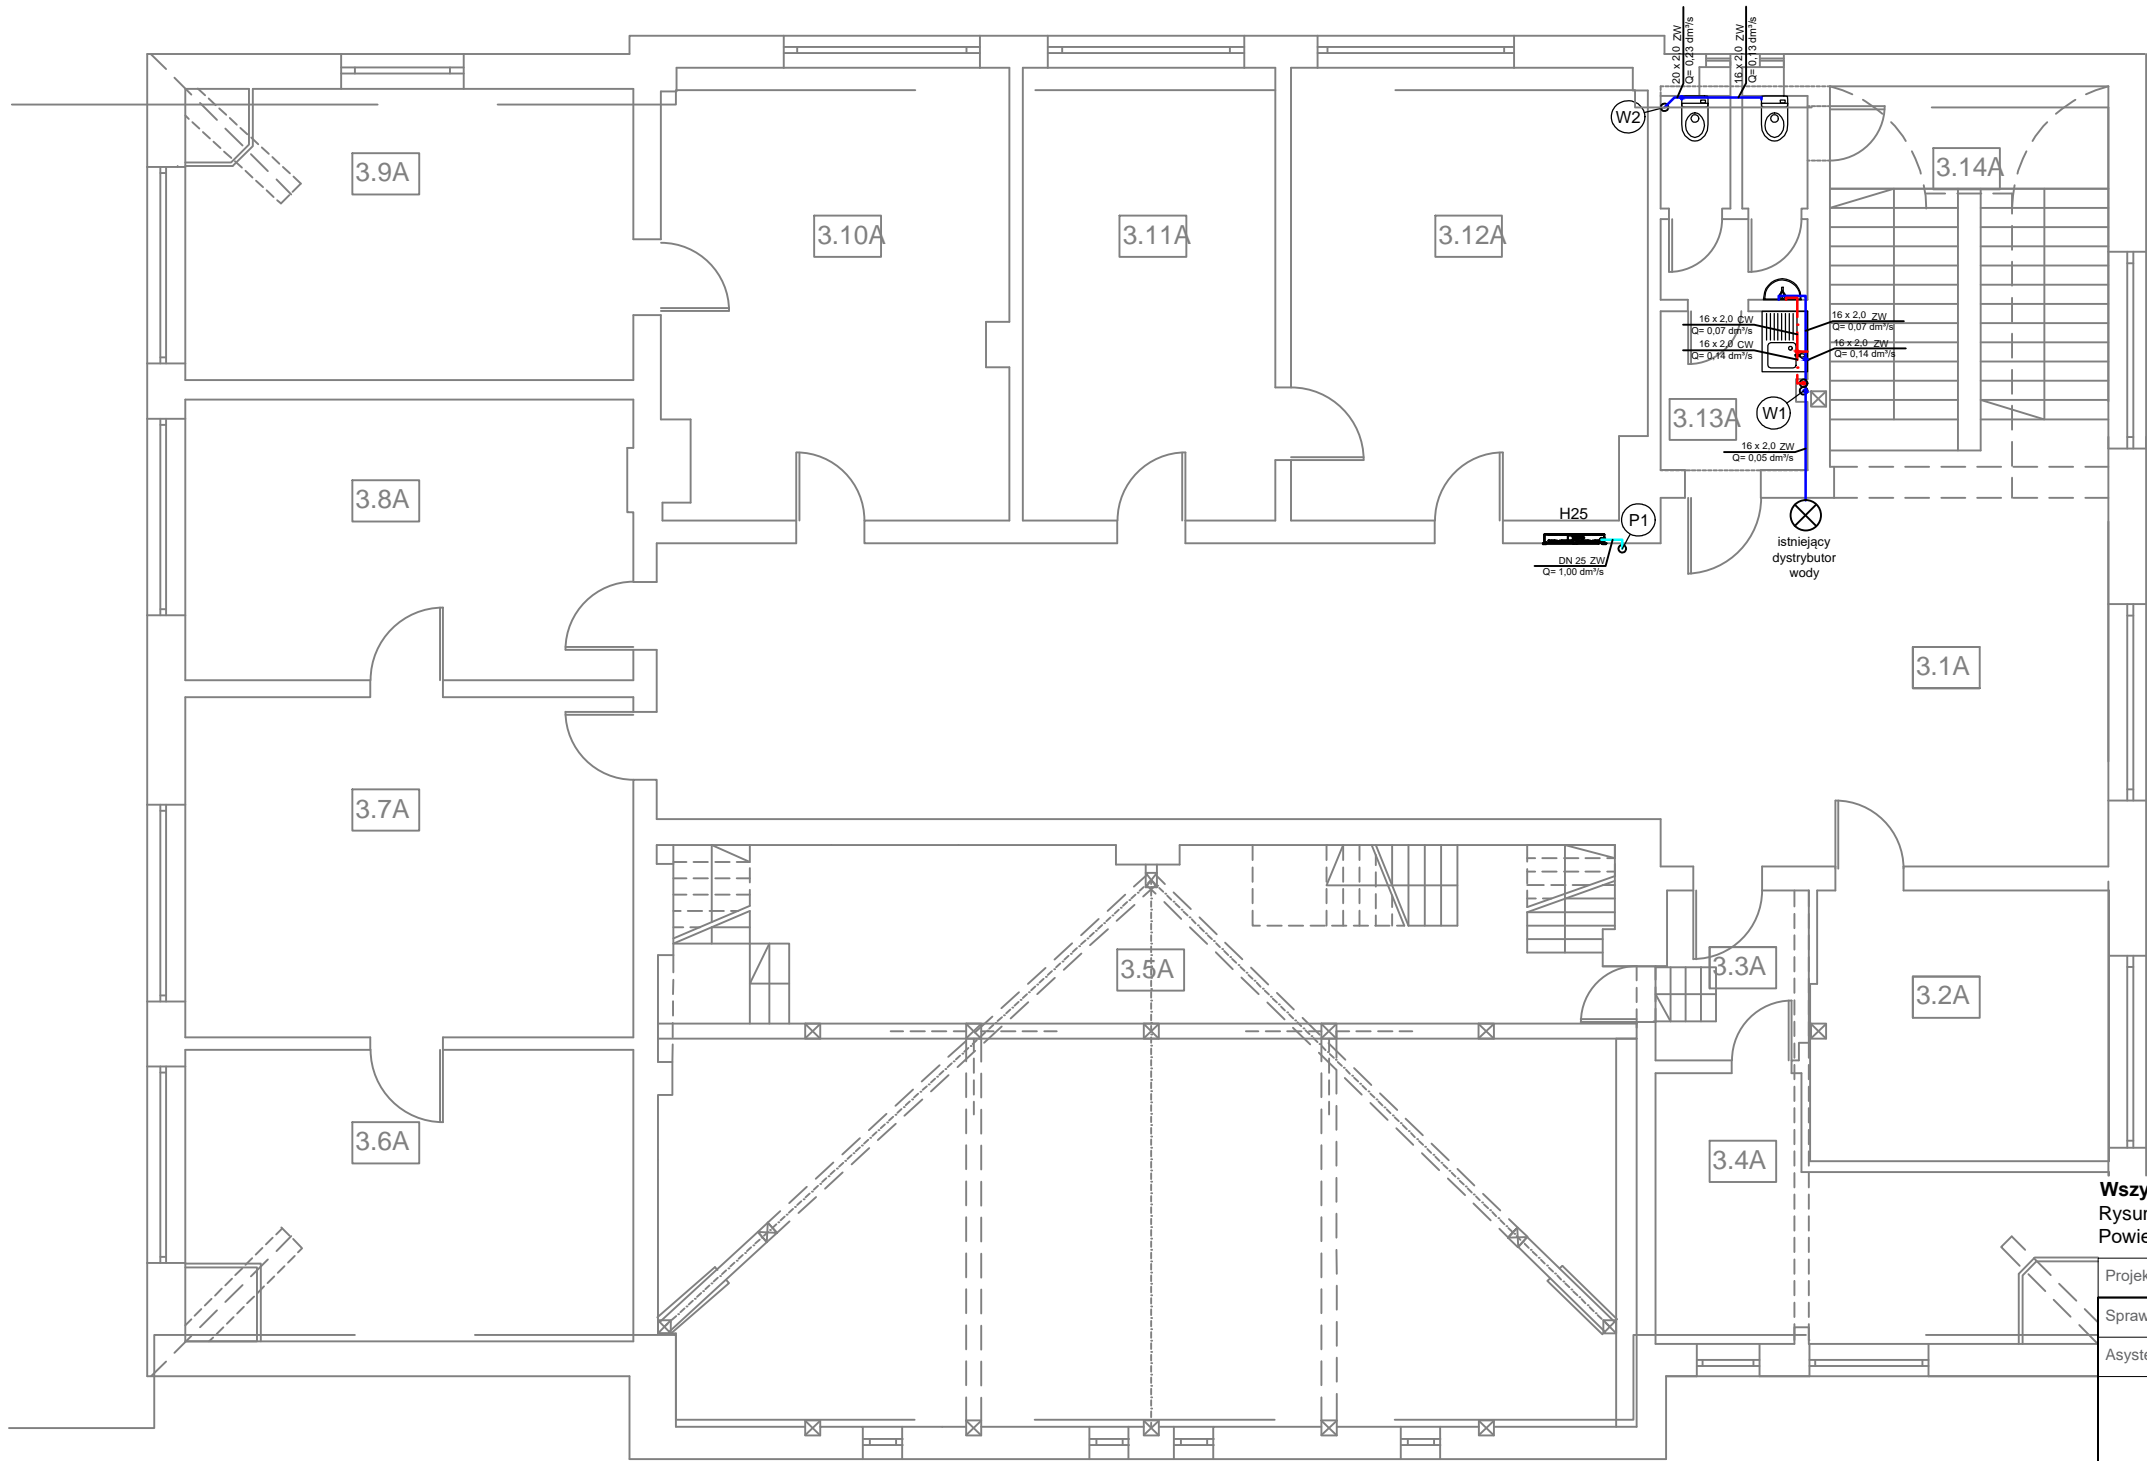 20 x 2,0 ZW
Q= 0,23 dm³/s
16 x 2,0 ZW
Q= 0,13 dm³/s
W2
3.9A
3.10A
3.11A
3.12A
3.14A
16 x 2,0 CW
Q= 0,07 dm³/s
16 x 2,0 CW
Q= 0,14 dm³/s
16 x 2,0 ZW
Q= 0,07 dm³/s
16 x 2,0 ZW
Q= 0,14 dm³/s
3.13A
W1
16 x 2,0 ZW
Q= 0,05 dm³/s
3.8A
H25
P1
DN 25 ZW
Q= 1,00 dm³/s
istniejący
dystrybutor
wody
3.1A
3.7A
3.5A
3.3A
3.2A
3.6A
3.4A
Wszy
Rysur
Powie
Projek
Spraw
Asyste